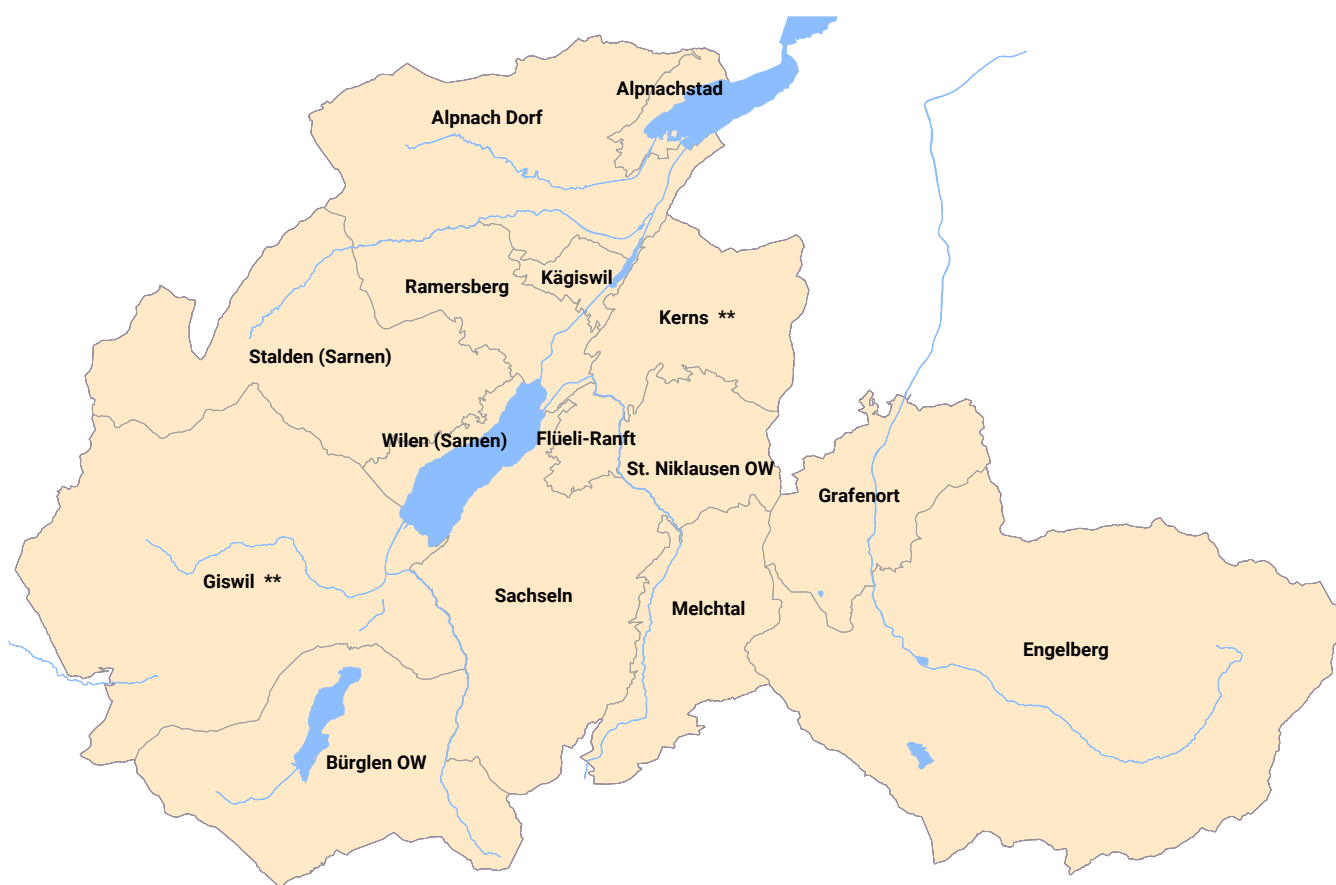 Alpnachstad
Alpnach Dorf
Kägiswil
Ramersberg
Kerns **
Stalden (Sarnen)
Wilen (Sarnen)
Flüeli-Ranft
St. Niklausen OW
Grafenort
Giswil **
Sachseln
Melchtal
Engelberg
Bürglen OW